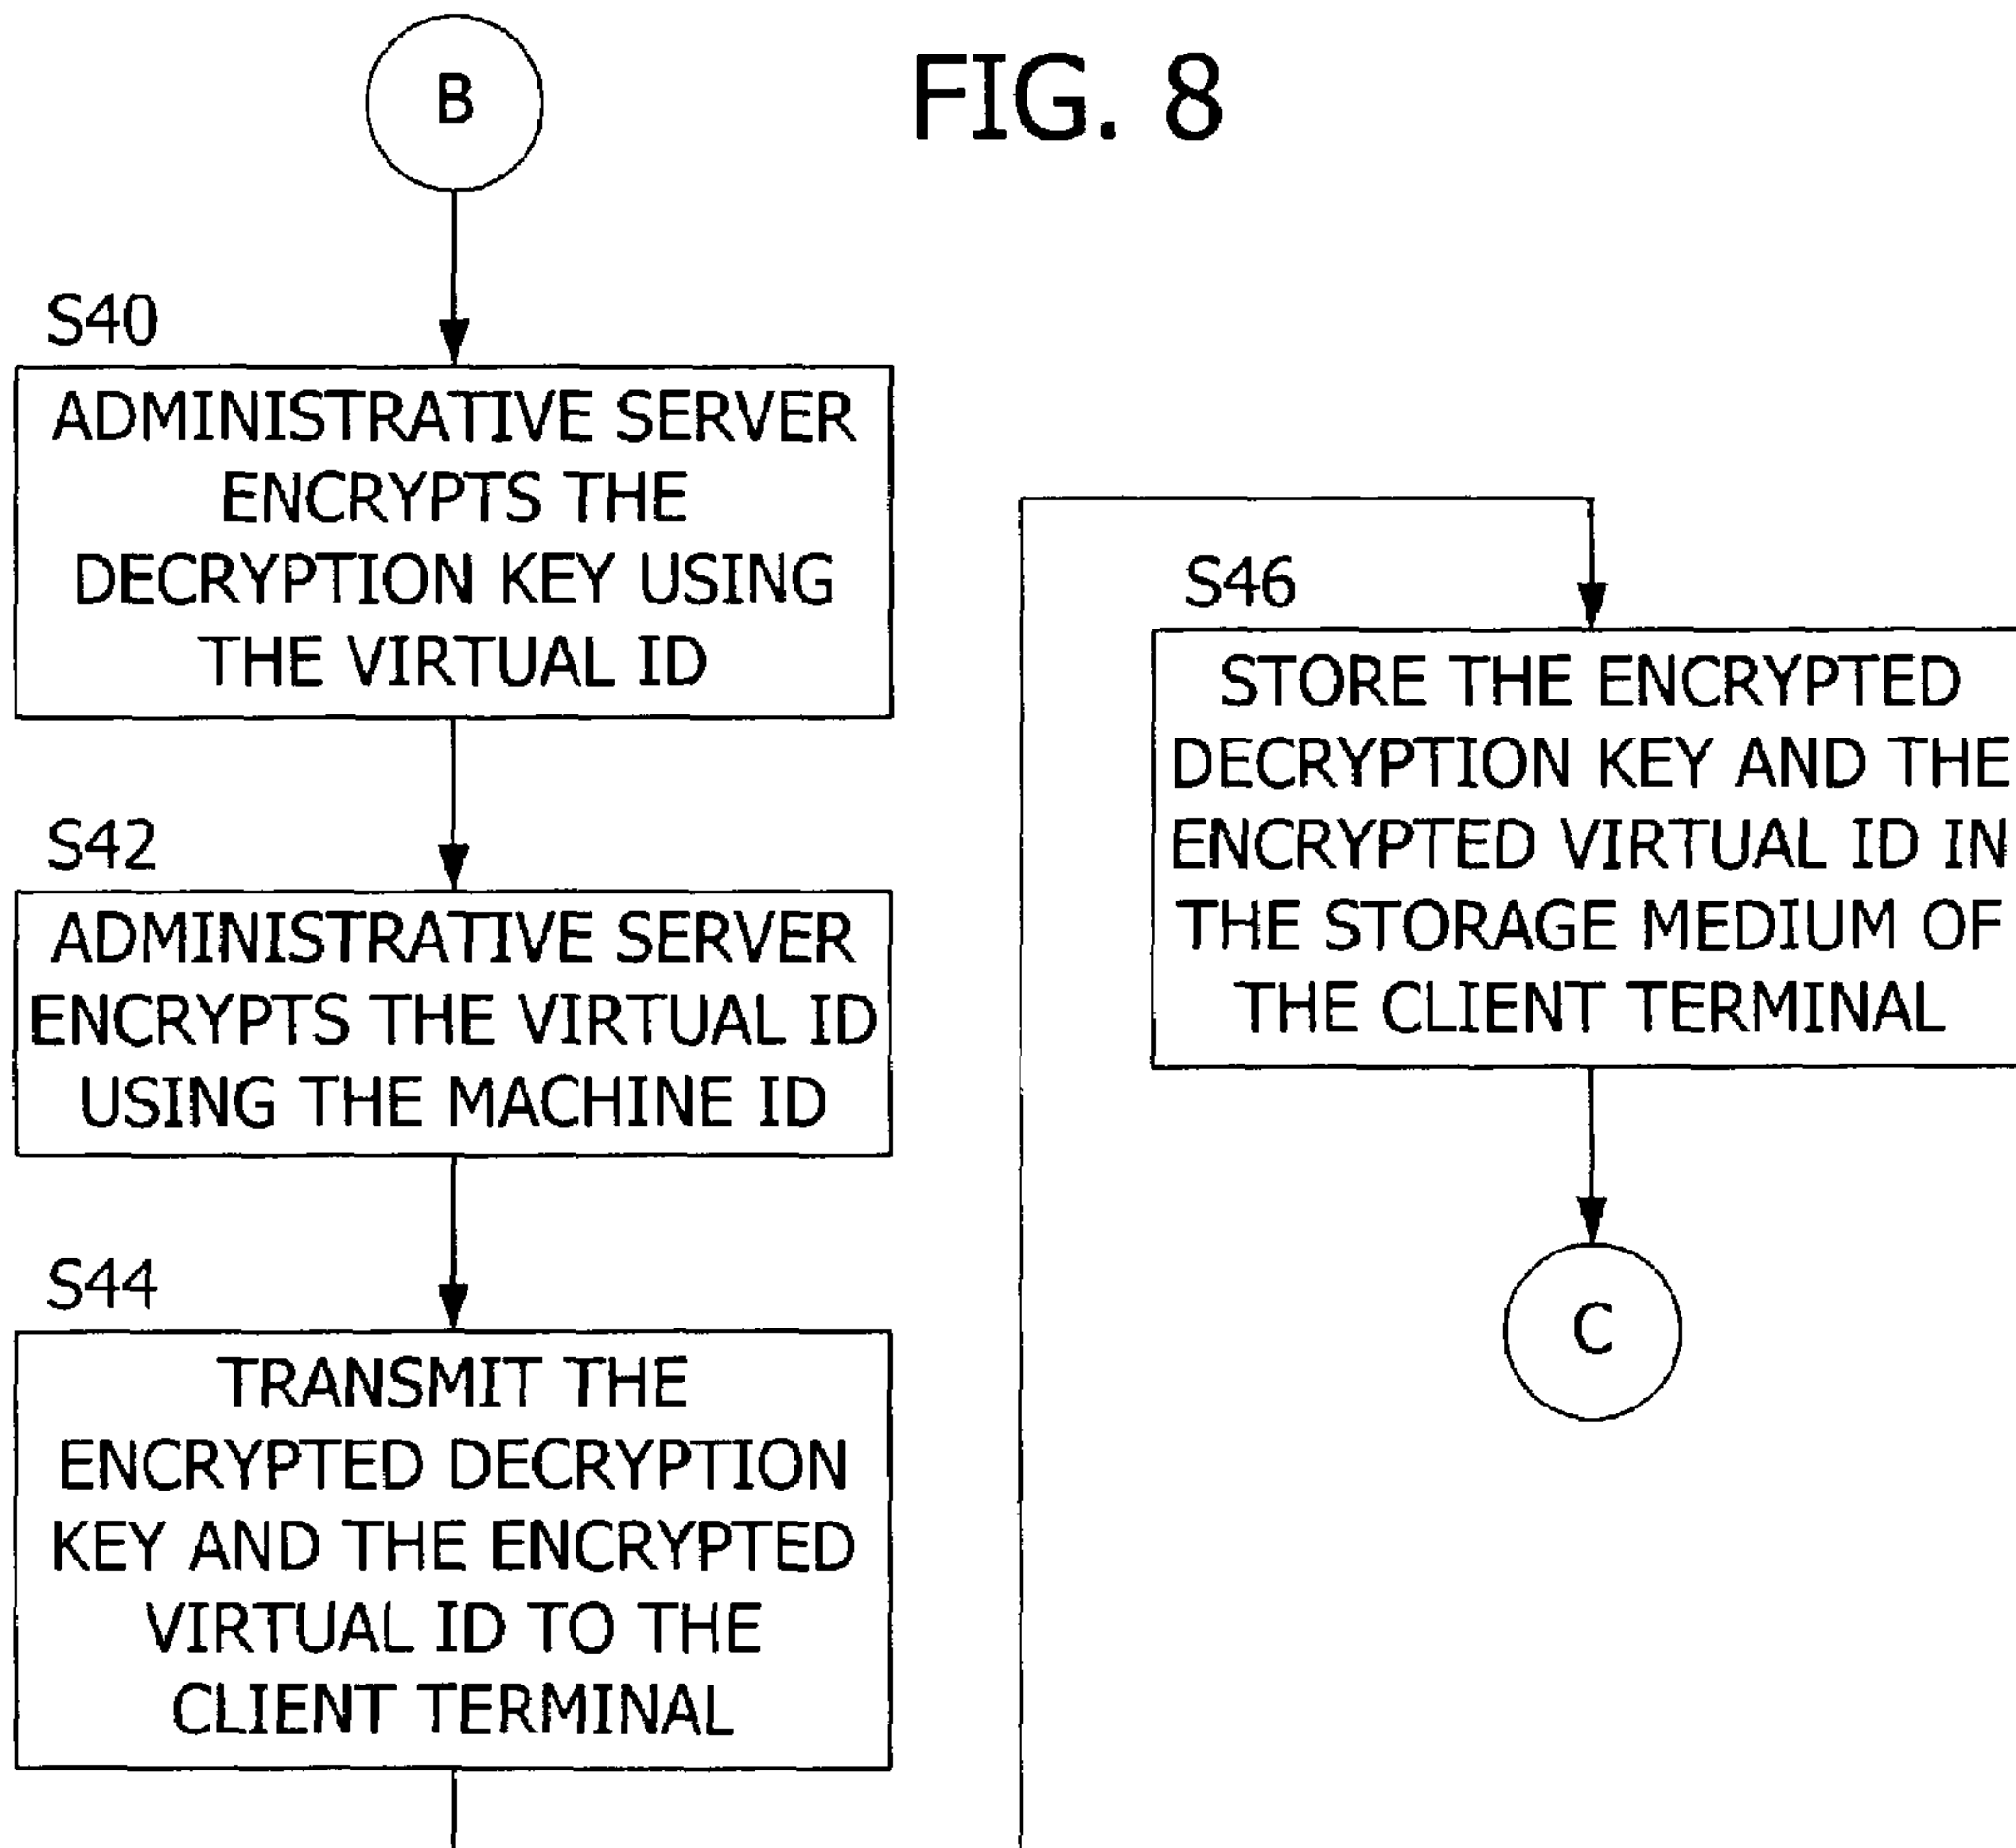 B
FIG. 8
S40
ADMINISTRATIVE SERVER
ENCRYPTS THE
DECRYPTION KEY USING
THE VIRTUAL ID
S42
ADMINISTRATIVE SERVER
ENCRYPTS THE VIRTUAL ID
USING THE MACHINE ID
S44
TRANSMIT THE
ENCRYPTED DECRYPTION
KEY AND THE ENCRYPTED
VIRTUAL ID TO THE
CLIENT TERMINAL
S46
STORE THE ENCRYPTED
DECRYPTION KEY AND THE
ENCRYPTED VIRTUAL ID IN
THE STORAGE MEDIUM OF
THE CLIENT TERMINAL
C